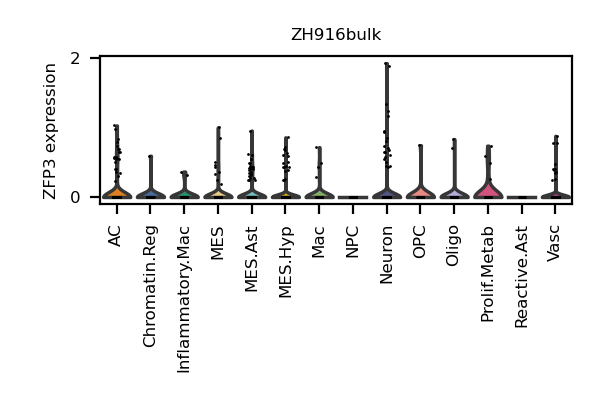 ZH916bulk
ZFP3 expression
2
0
AC
Chromatin.Reg
Inflammatory.Mac
MES
MES.Ast
MES.Hyp
Mac
NPC
Neuron
OPC
Oligo
Prolif.Metab
Reactive.Ast
Vasc